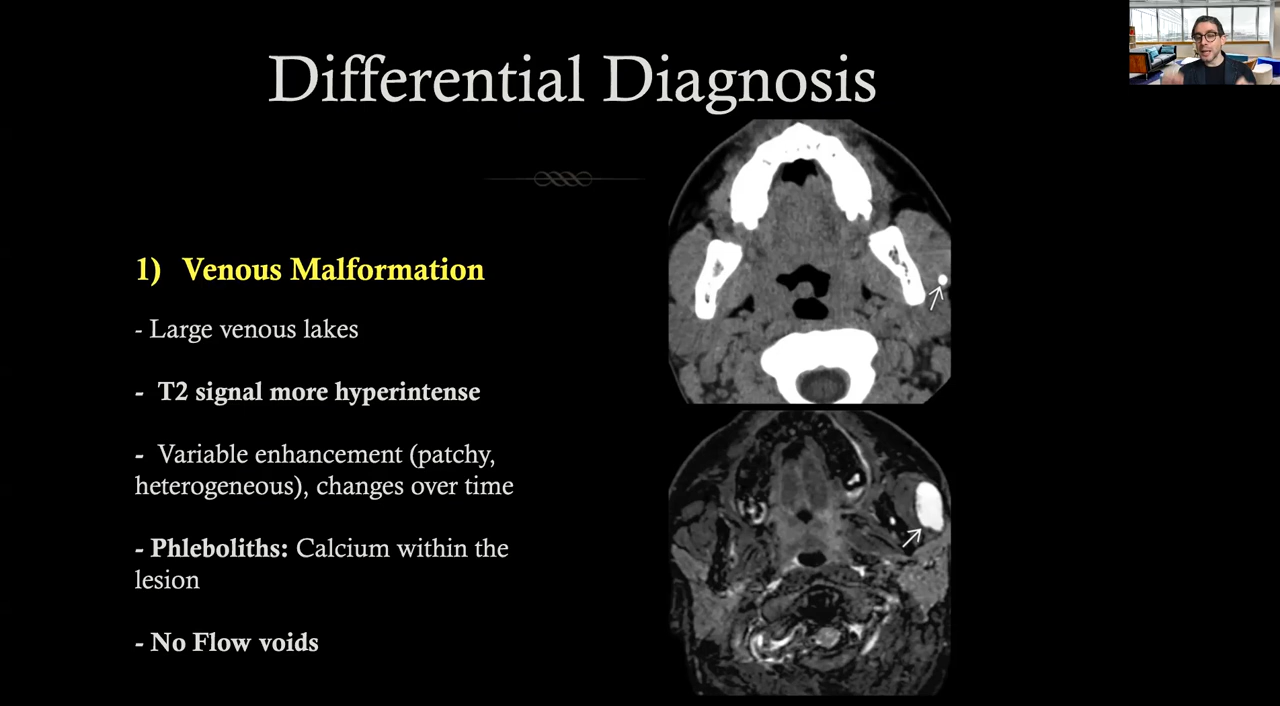 Differential Diagnosis
1) Venous Malformation
- Large venous lakes
- T2 signal more hyperintense
- Variable enhancement (patchy,
heterogeneous), changes over time
- Phleboliths: Calcium within the
lesion
- No Flow voids